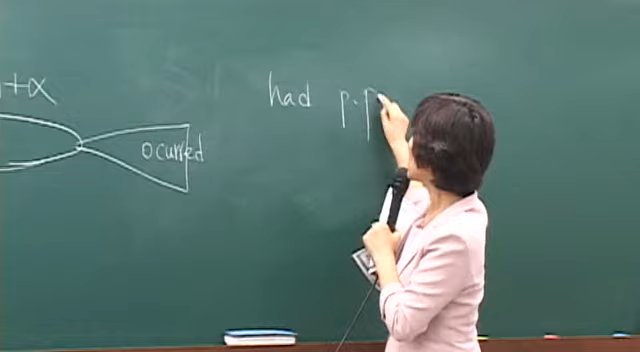 +α
had p.p
ocurred